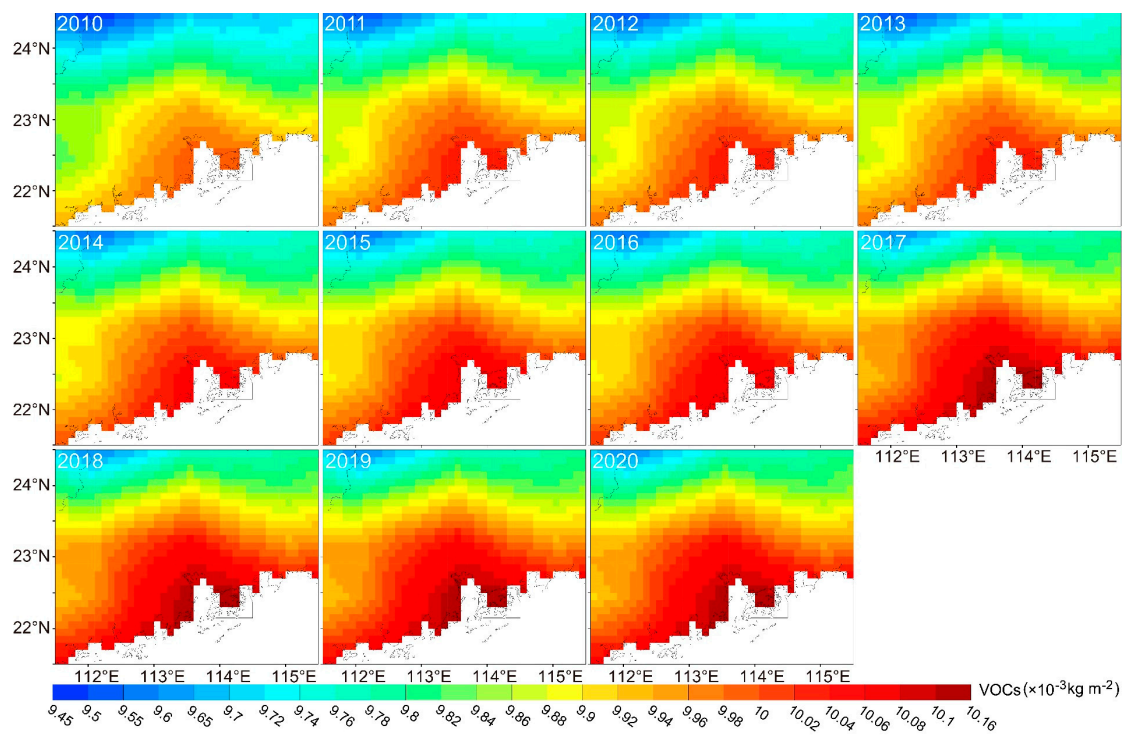 2010 2011 2012 2013
24°N
23°N
22°N
2014 2015 2016 2017
24°N
23°N
22°N
112°E 113°E 114°E 115°E
2018 2019 2020
24°N
23°N
22°N
112°E 113°E 114°E 115°E 112°E 113°E 114°E 115°E 112°E 113°E 114°E 115°E
VOCs (×10⁻³kg m⁻²)
9.45 9.5 9.55 9.6 9.65 9.7 9.72 9.74 9.76 9.78 9.8 9.82 9.84 9.86 9.88 9.9 9.92 9.94 9.96 9.98 10 10.02 10.04 10.06 10.08 10.1 10.16